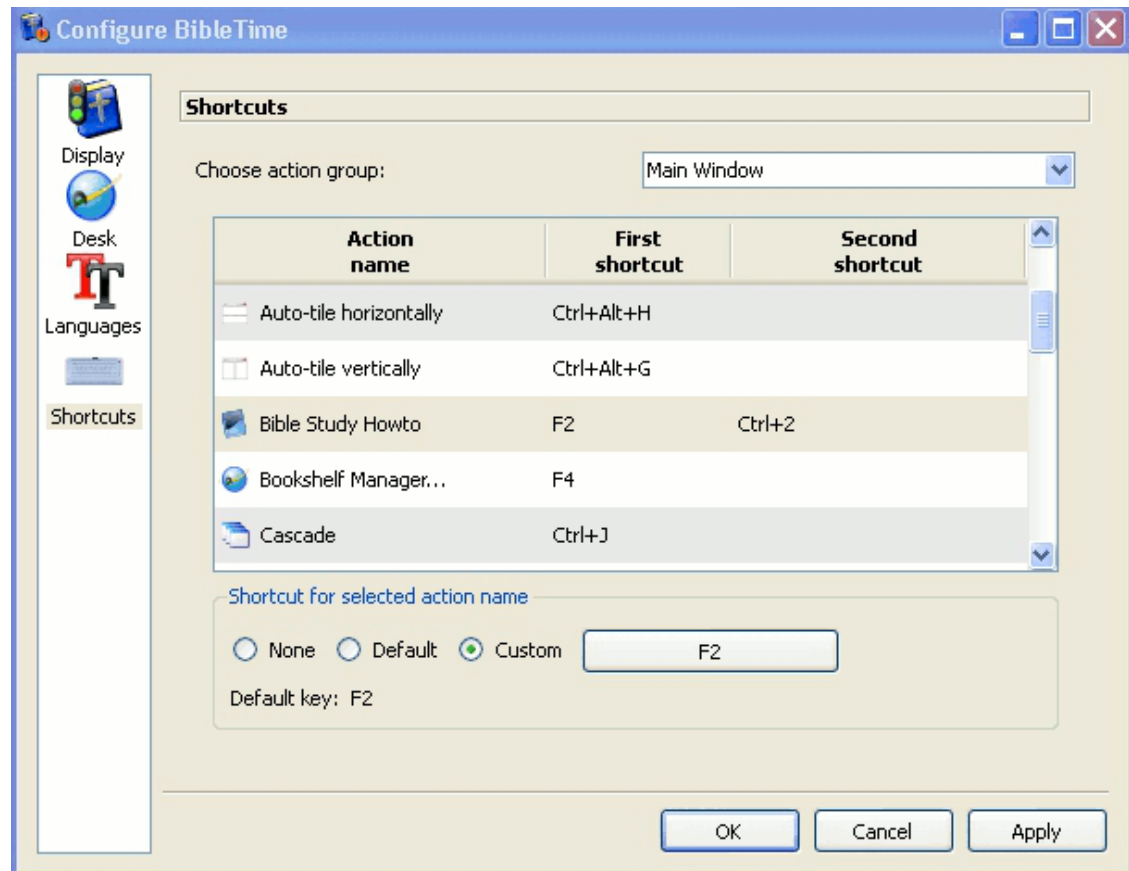 Configure BibleTime
Display
Desk
Languages
Shortcuts
Shortcuts
Choose action group: Main Window
Action name First shortcut Second shortcut
Auto-tile horizontally Ctrl+Alt+H
Auto-tile vertically Ctrl+Alt+G
Bible Study Howto F2 Ctrl+2
Bookshelf Manager... F4
Cascade Ctrl+J
Shortcut for selected action name
None Default Custom F2
Default key: F2
OK Cancel Apply